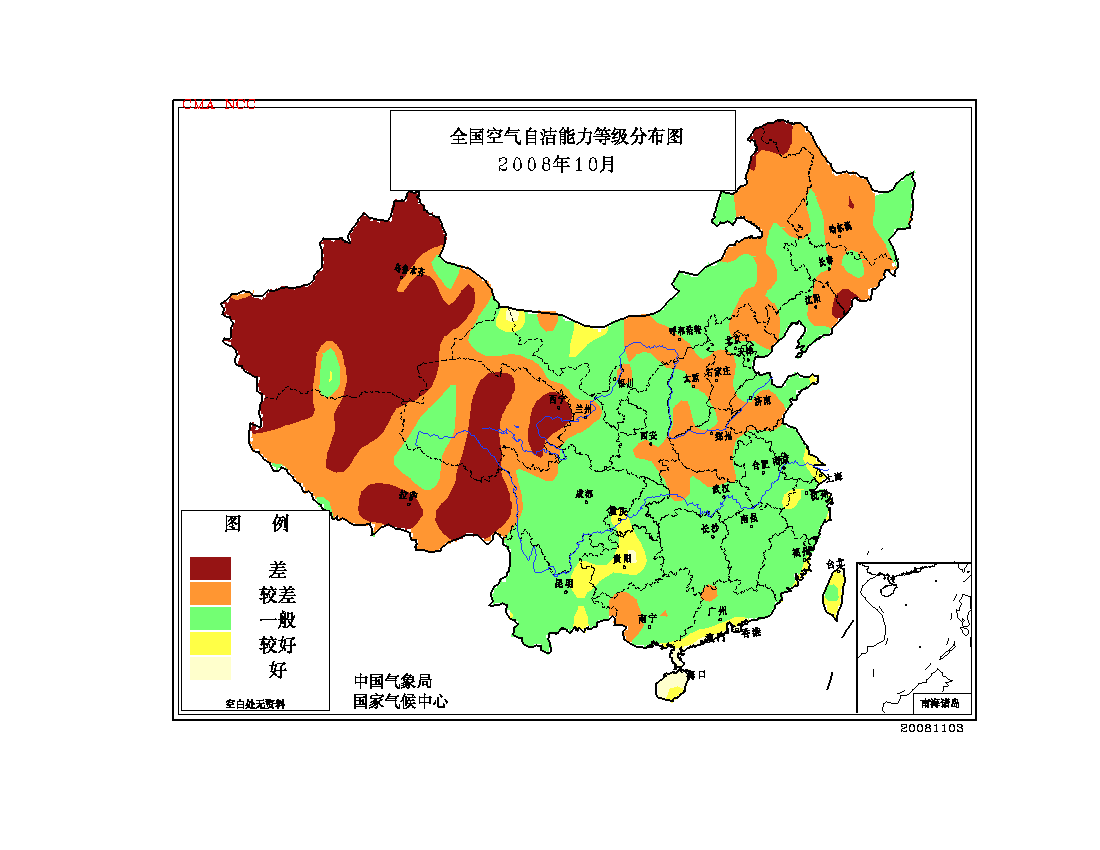 CMA NCC
全国空气自洁能力等级分布图
2008年10月
哈尔滨
长春
乌鲁木齐
沈阳
呼和浩特
北京
天津
石家庄
太原
银川
济南
西宁
兰州
郑州
西安
合肥 南京
上海
拉萨
成都
武汉
杭州
重庆
南昌
长沙
福州
贵阳
台北
昆明
广州
南宁
香港
澳门
海口
图 例
差
较差
一般
较好
好
空白处无资料
中国气象局
国家气候中心
南海诸岛
20081103